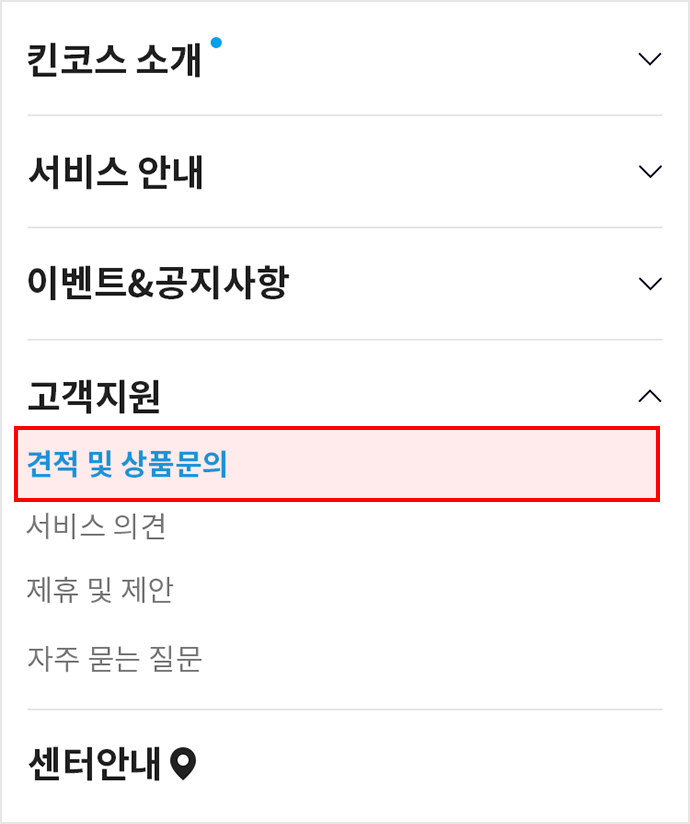 킨코스 소개
서비스 안내
이벤트&공지사항
고객지원
견적 및 상품문의
서비스 의견
제휴 및 제안
자주 묻는 질문
센터안내